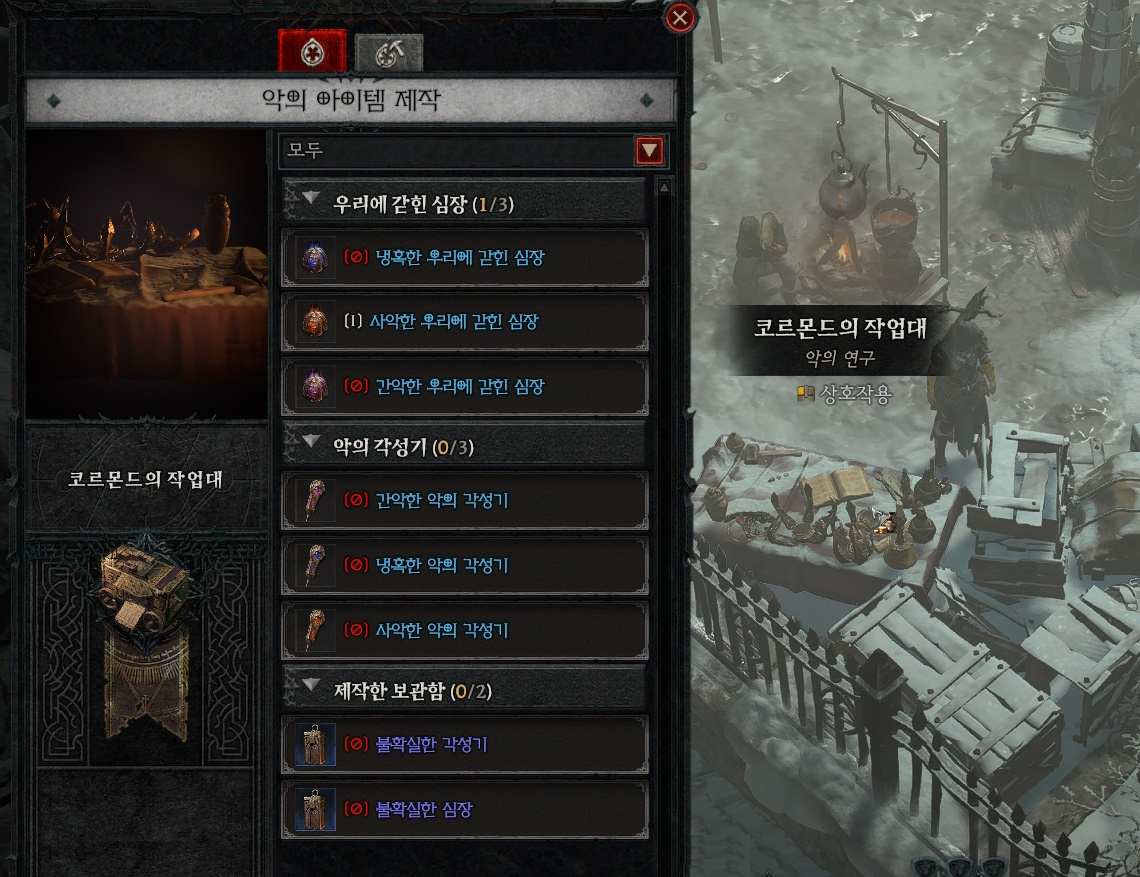 악의 아이템 제작
모두
우리에 갇힌 심장 (1/3)
(⊘) 냉혹한 우리에 갇힌 심장
(1) 사악한 우리에 갇힌 심장
(⊘) 간악한 우리에 갇힌 심장
악의 각성기 (0/3)
(⊘) 간악한 악의 각성기
(⊘) 냉혹한 악의 각성기
(⊘) 사악한 악의 각성기
제작한 보관함 (0/2)
(⊘) 불확실한 각성기
(⊘) 불확실한 심장
코르몬드의 작업대
코르몬드의 작업대
악의 연구
상호작용